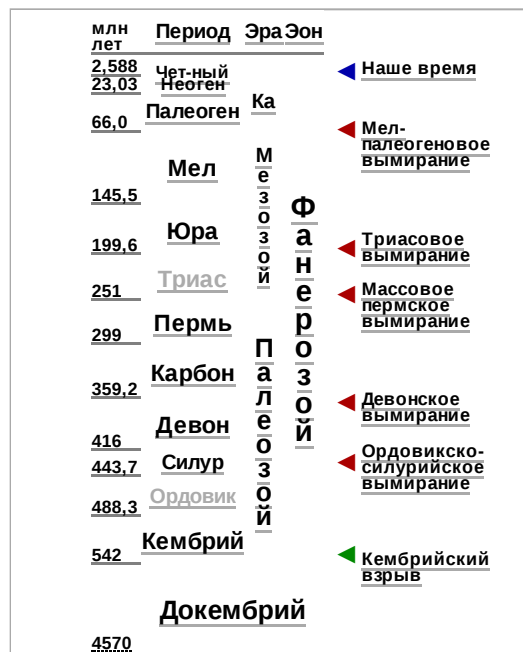 млн лет
Период Эра Эон
2,588
Чет-ный
23,03
Неоген
Палеоген
Ка
66,0
Мел
Мезозой
145,5
Юра
199,6
Триас
251
Фанерозой
Пермь
299
Карбон
Палеозой
359,2
Девон
416
Силур
443,7
Ордовик
488,3
Кембрий
542
Докембрий
4570
Наше время
Мел-
палеогеновое
вымирание
Триасовое
вымирание
Массовое
пермское
вымирание
Девонское
вымирание
Ордовикско-
силурийское
вымирание
Кембрийский
взрыв